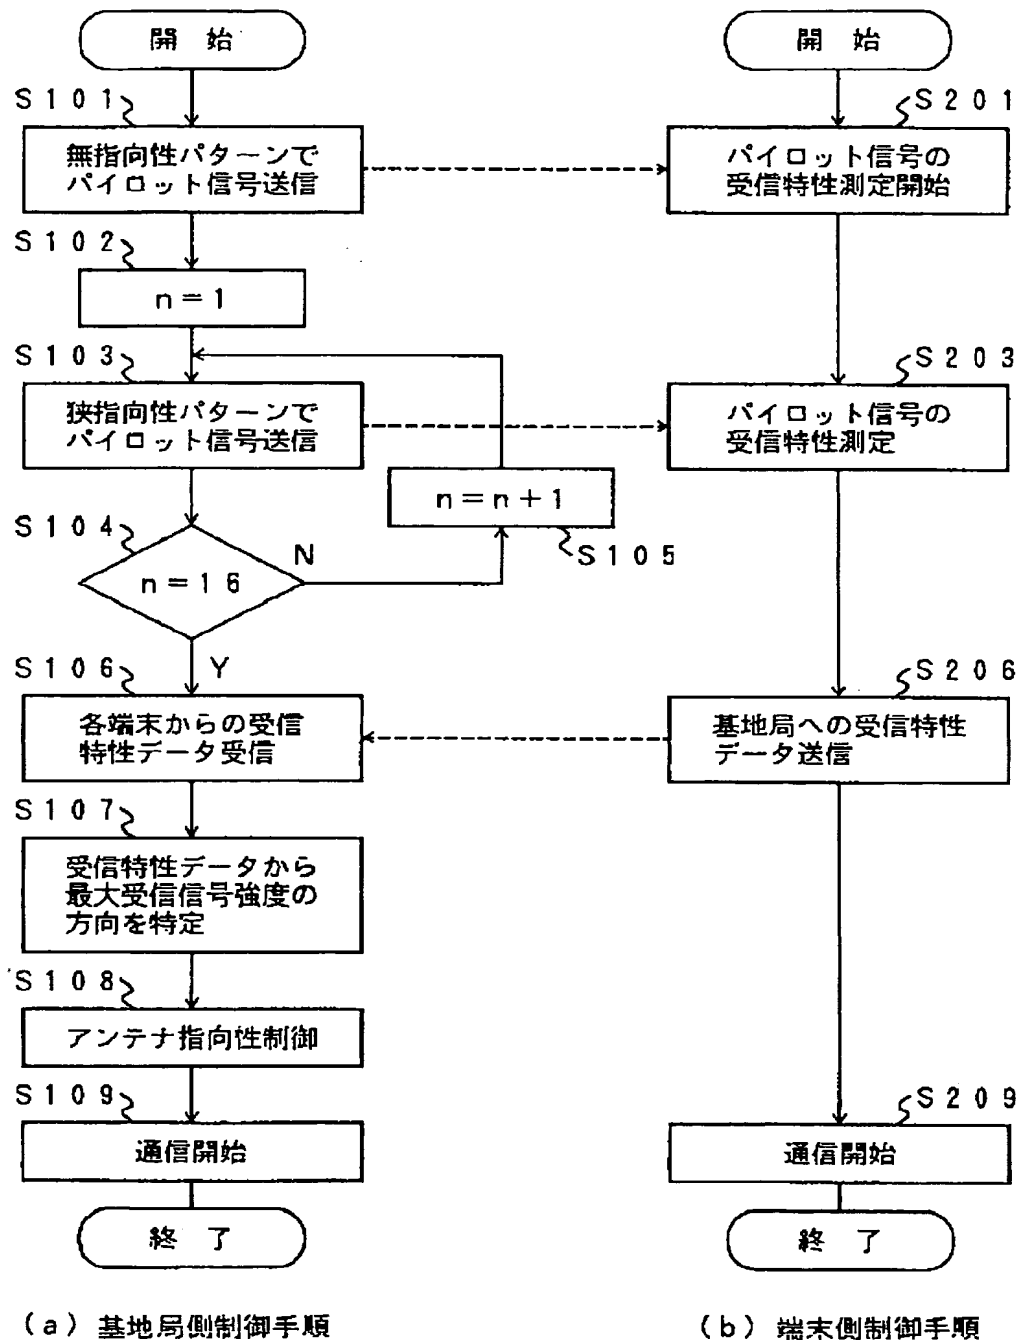 開 始
S101
無指向性パターンで
パイロット信号送信
S102
n=1
S103
狭指向性パターンで
パイロット信号送信
n=n+1
S105
S104
n=16
N
Y
S106
各端末からの受信
特性データ受信
S107
受信特性データから
最大受信信号強度の
方向を特定
S108
アンテナ指向性制御
S109
通信開始
終 了
(a) 基地局側制御手順
開 始
S201
パイロット信号の
受信特性測定開始
S203
パイロット信号の
受信特性測定
S206
基地局への受信特性
データ送信
S209
通信開始
終 了
(b) 端末側制御手順